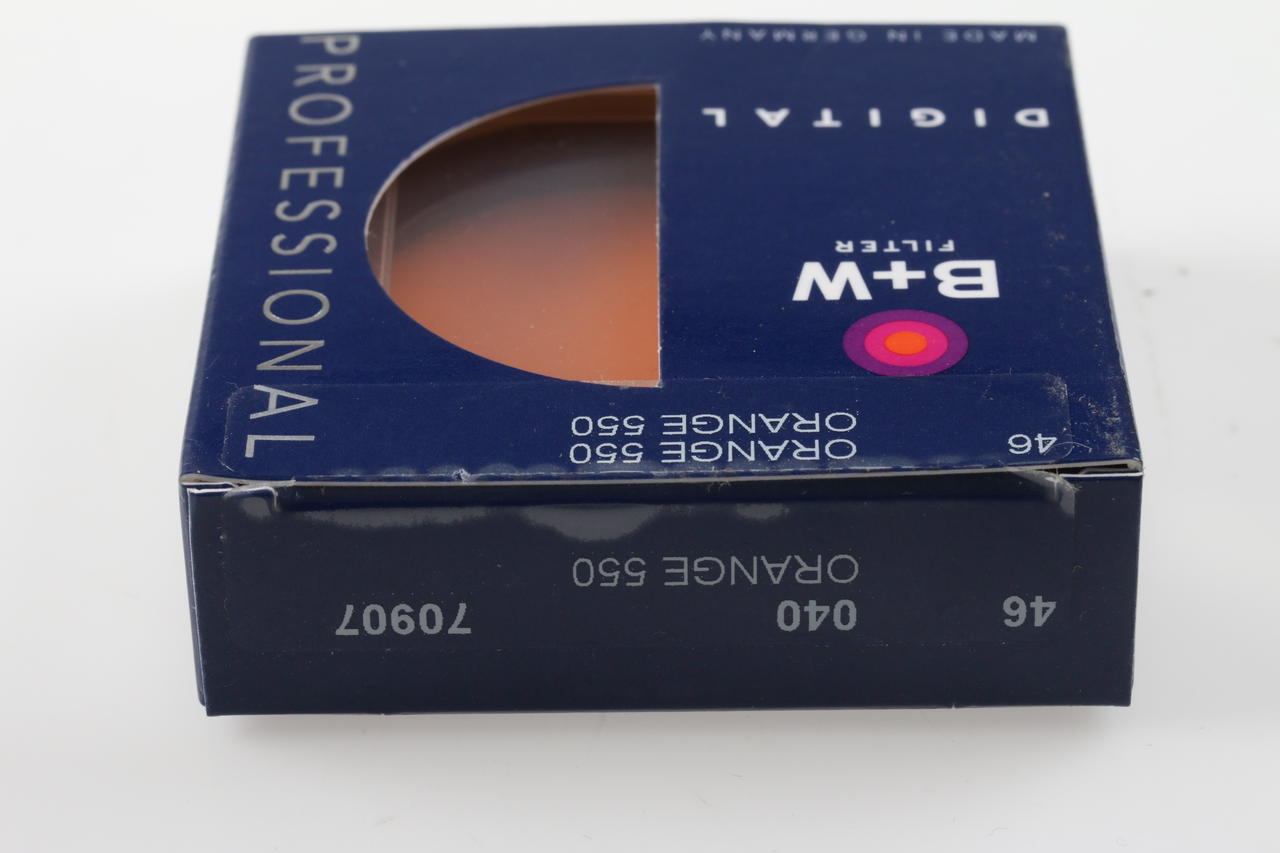 46 040 70907
ORANGE 550
46 ORANGE 550
ORANGE 550
B+W
FILTER
DIGITAL
MADE IN GERMANY
PROFESSIONAL